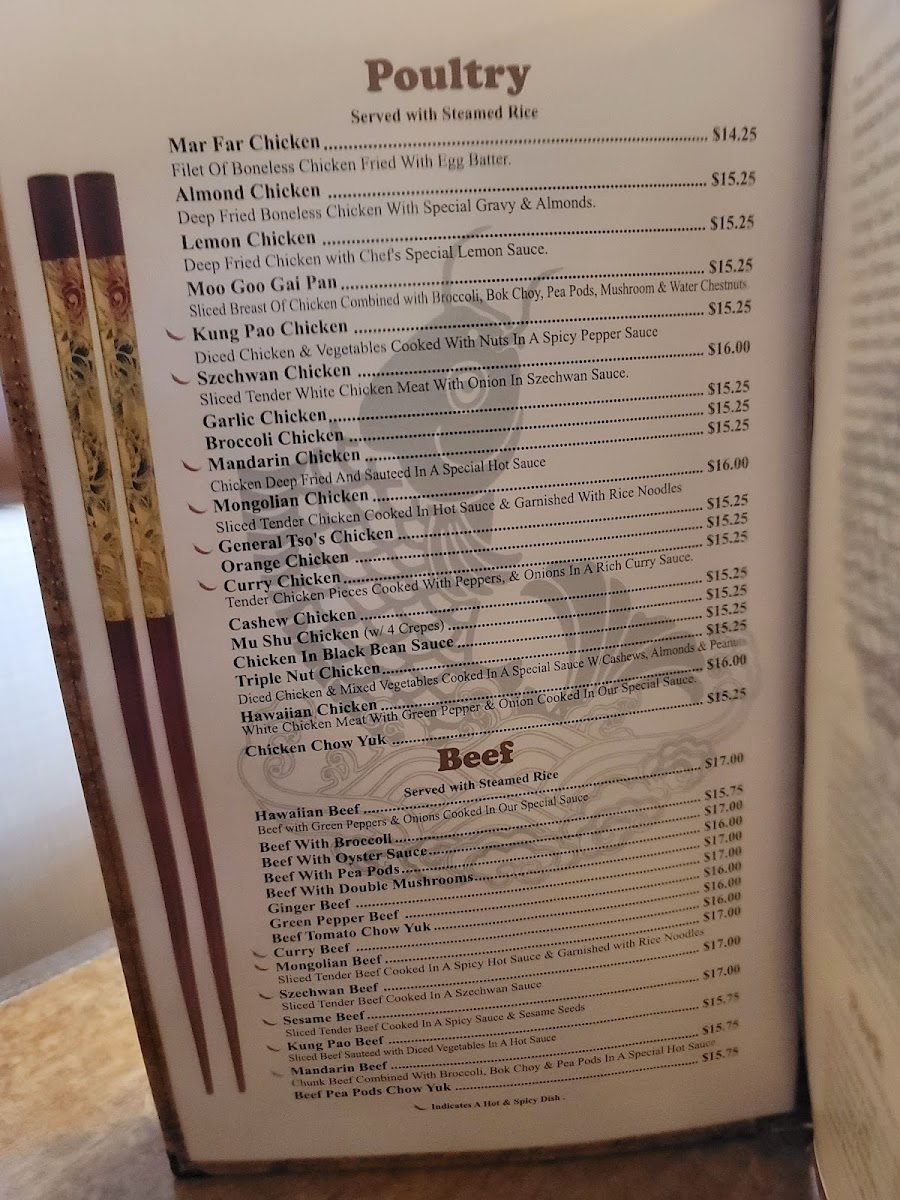 Poultry
Served with Steamed Rice
Mar Far Chicken ........ $14.25
Filet Of Boneless Chicken Fried With Egg Batter.
Almond Chicken ........ $15.25
Deep Fried Boneless Chicken With Special Gravy & Almonds.
Lemon Chicken ........ $15.25
Deep Fried Chicken with Chef's Special Lemon Sauce.
Moo Goo Gai Pan ........ $15.25
Sliced Breast Of Chicken Combined with Broccoli, Bok Choy, Pea Pods, Mushroom & Water Chestnuts.
Kung Pao Chicken ........ $15.25
Diced Chicken & Vegetables Cooked With Nuts In A Spicy Pepper Sauce
Szechwan Chicken ........ $16.00
Sliced Tender White Chicken Meat With Onion In Szechwan Sauce.
Garlic Chicken ........ $15.25
Broccoli Chicken ........ $15.25
Mandarin Chicken ........ $15.25
Chicken Deep Fried And Sauteed In A Special Hot Sauce
Mongolian Chicken ........ $16.00
Sliced Tender Chicken Cooked In Hot Sauce & Garnished With Rice Noodles
General Tso's Chicken ........ $15.25
Orange Chicken ........ $15.25
Curry Chicken ........ $15.25
Tender Chicken Pieces Cooked With Peppers, & Onions In A Rich Curry Sauce.
Cashew Chicken ........ $15.25
Mu Shu Chicken (w/ 4 Crepes) ........ $15.25
Chicken In Black Bean Sauce ........ $15.25
Triple Nut Chicken ........ $15.25
Diced Chicken & Mixed Vegetables Cooked In A Special Sauce W/Cashews, Almonds & Peanuts
Hawaiian Chicken ........ $16.00
White Chicken Meat With Green Pepper & Onion Cooked In Our Special Sauce.
Chicken Chow Yuk ........ $15.25
Beef
Served with Steamed Rice
Hawaiian Beef ........ $17.00
Beef with Green Peppers & Onions Cooked In Our Special Sauce
Beef With Broccoli ........ $15.75
Beef With Oyster Sauce ........ $17.00
Beef With Pea Pods ........ $16.00
Beef With Double Mushrooms ........ $17.00
Ginger Beef ........ $17.00
Green Pepper Beef ........ $16.00
Beef Tomato Chow Yuk ........ $16.00
Curry Beef ........ $16.00
Mongolian Beef ........ $17.00
Sliced Tender Beef Cooked In A Spicy Hot Sauce & Garnished with Rice Noodles
Szechwan Beef ........ $17.00
Sliced Tender Beef Cooked In A Szechwan Sauce
Sesame Beef ........ $17.00
Sliced Tender Beef Cooked In A Spicy Sauce & Sesame Seeds
Kung Pao Beef ........ $15.75
Sliced Beef Sauteed with Diced Vegetables In A Hot Sauce
Mandarin Beef ........ $15.75
Chunk Beef Combined With Broccoli, Bok Choy & Pea Pods In A Special Hot Sauce
Beef Pea Pods Chow Yuk ........ $15.75
Indicates A Hot & Spicy Dish .